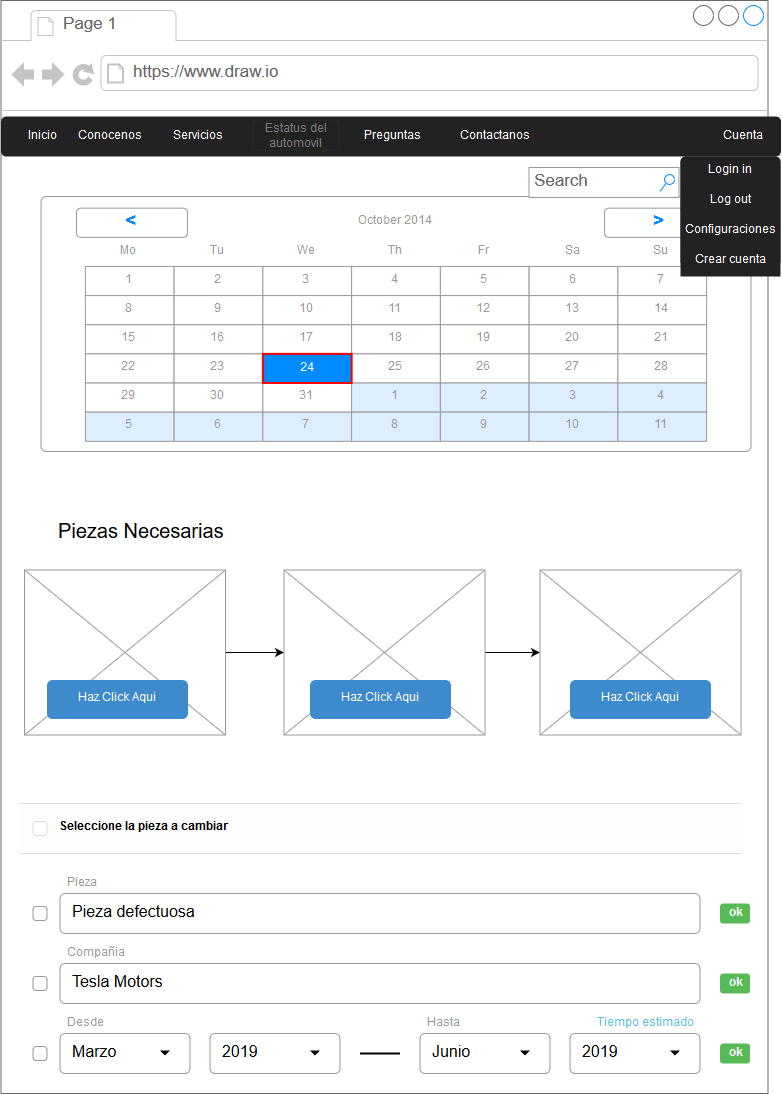 Page 1
https://www.draw.io
Inicio Conocenos Servicios Estatus del automovil Preguntas Contactanos Cuenta
Login in
Log out
Configuraciones
Crear cuenta
Search
< October 2014 >
Mo Tu We Th Fr Sa Su
1 2 3 4 5 6 7
8 9 10 11 12 13 14
15 16 17 18 19 20 21
22 23 24 25 26 27 28
29 30 31 1 2 3 4
5 6 7 8 9 10 11
Piezas Necesarias
Haz Click Aqui Haz Click Aqui Haz Click Aqui
Seleccione la pieza a cambiar
Pieza
Pieza defectuosa ok
Compañia
Tesla Motors ok
Desde Hasta Tiempo estimado
Marzo 2019 Junio 2019 ok